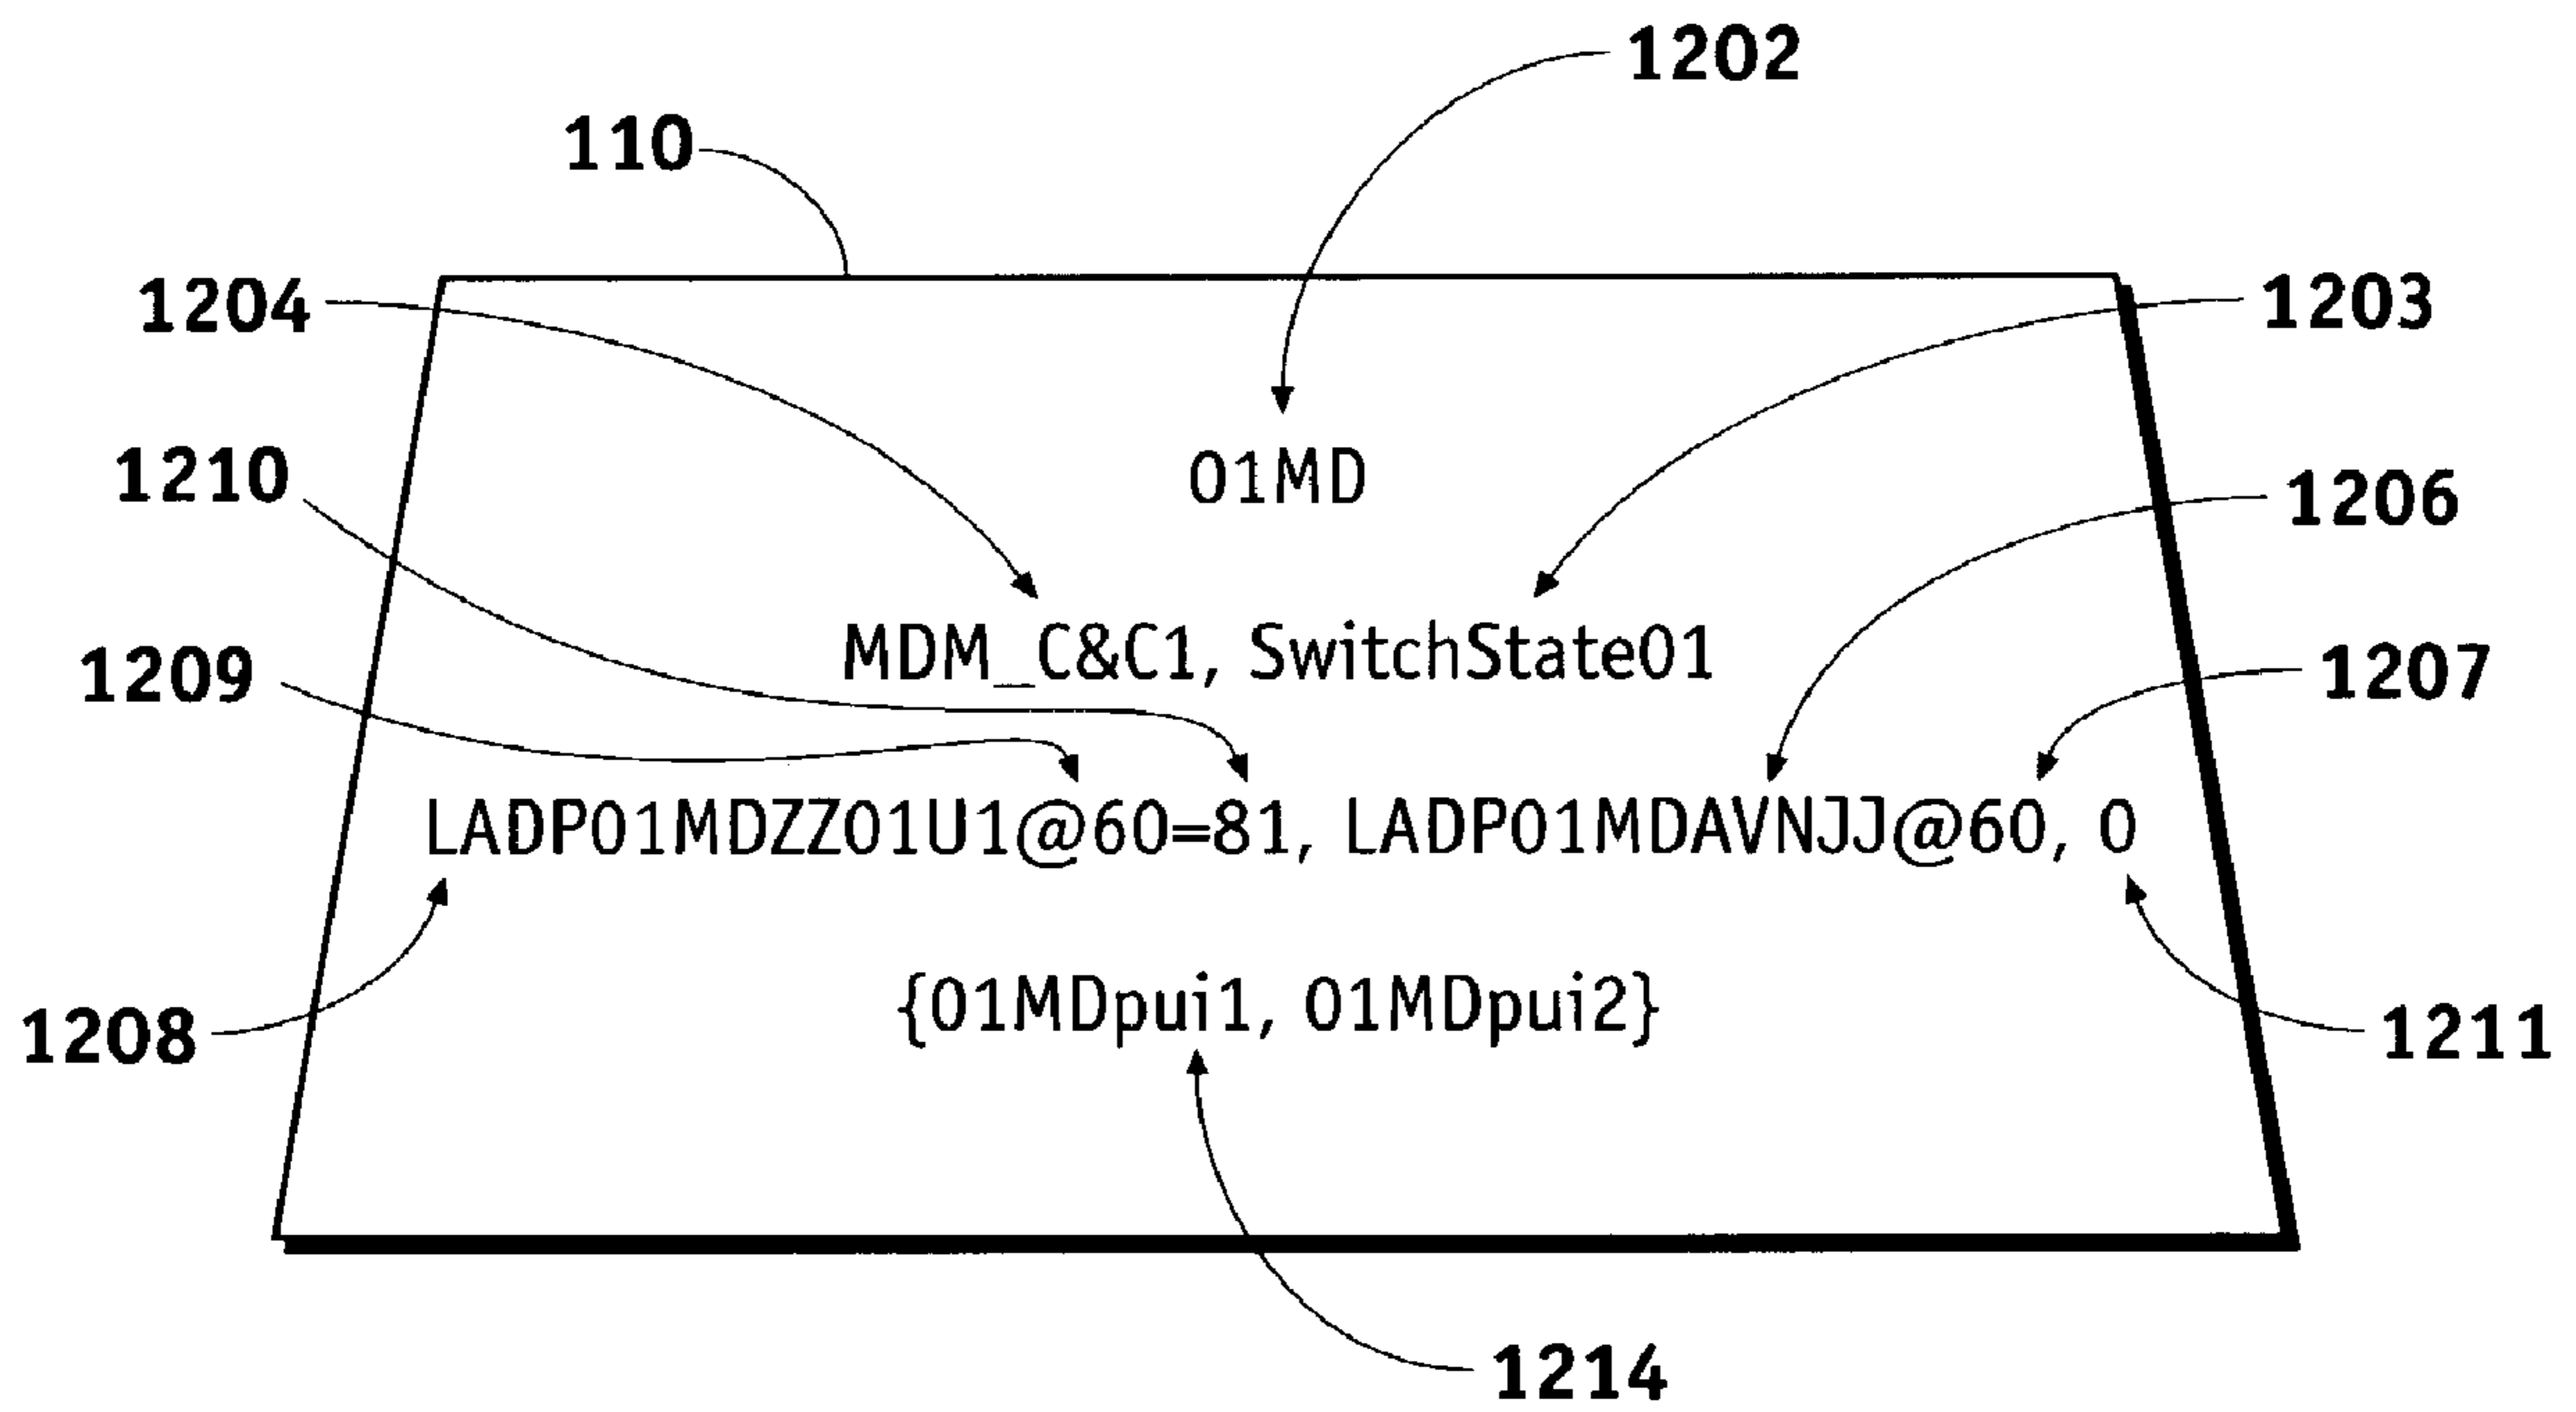 1202
110
1204
1203
01MD
1210
1206
MDM_C&C1, SwitchState01
1209
1207
LADP01MDZZ01U1@60=81, LADP01MDAVNJJ@60, 0
{01MDpui1, 01MDpui2}
1208
1211
1214